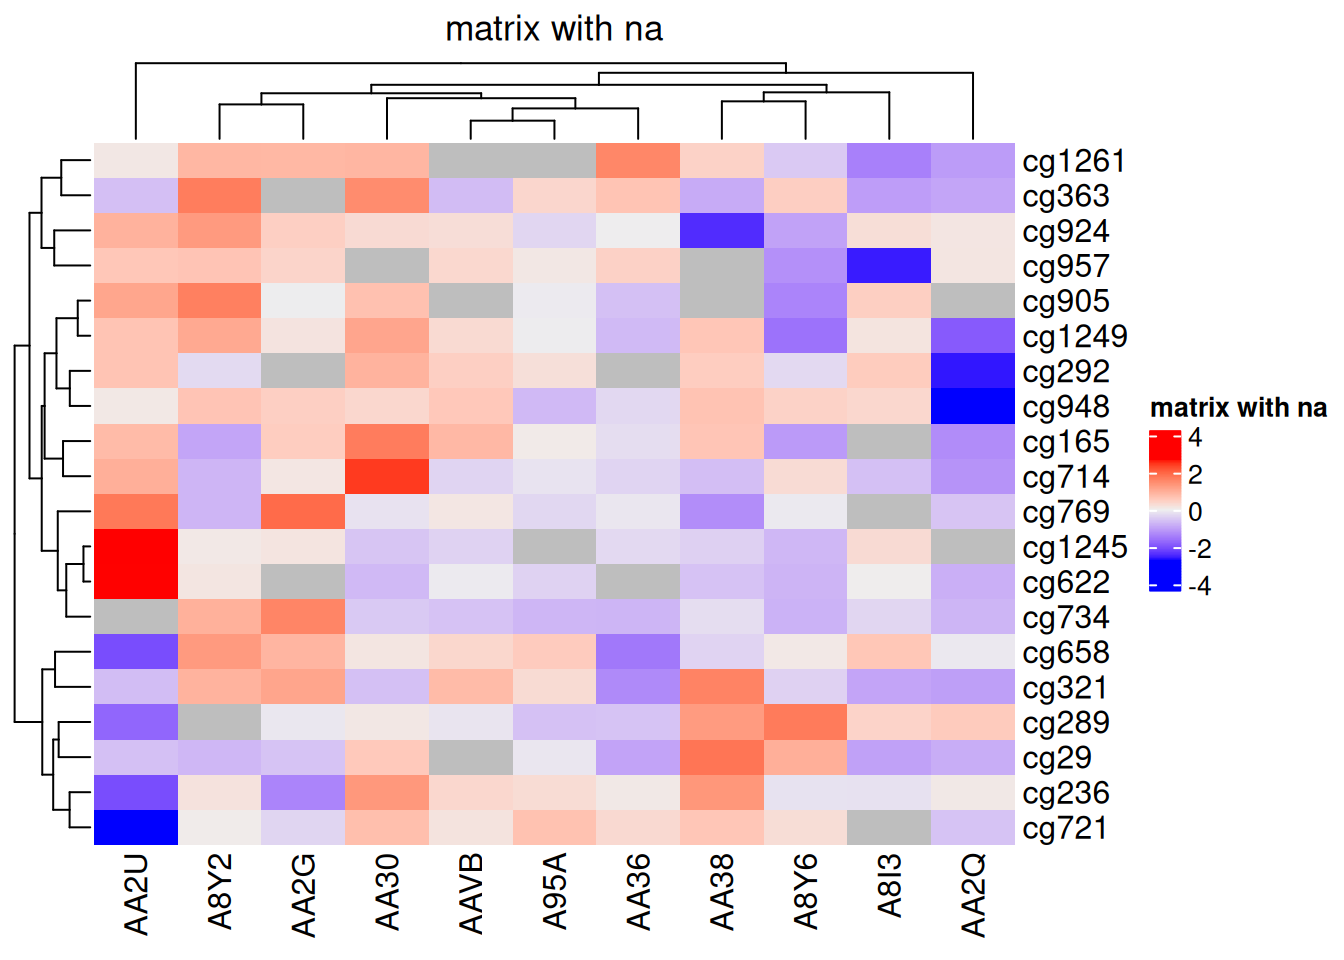 matrix with na
cg1261
cg363
cg924
cg957
cg905
cg1249
cg292
cg948
cg165
cg714
cg769
cg1245
cg622
cg734
cg658
cg321
cg289
cg29
cg236
cg721
AA2U
A8Y2
AA2G
AA30
AAVB
A95A
AA36
AA38
A8Y6
A8I3
AA2Q
matrix with na
4
2
0
-2
-4